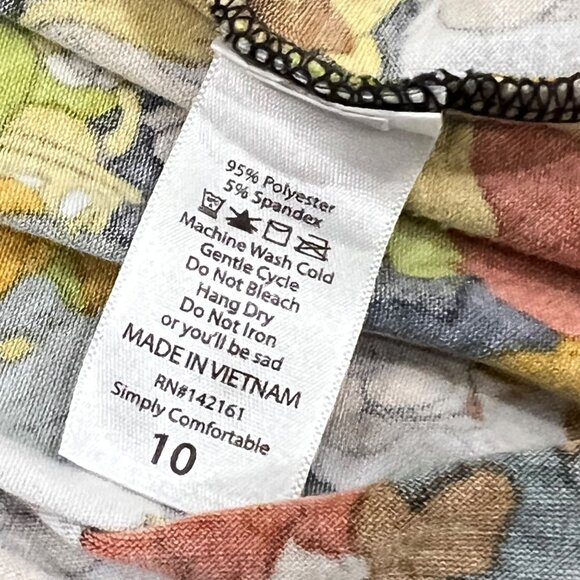 95% Polyester
5% Spandex
Machine Wash Cold
Gentle Cycle
Do Not Bleach
Hang Dry
Do Not Iron
or you'll be sad
MADE IN VIETNAM
RN#142161
Simply Comfortable
10